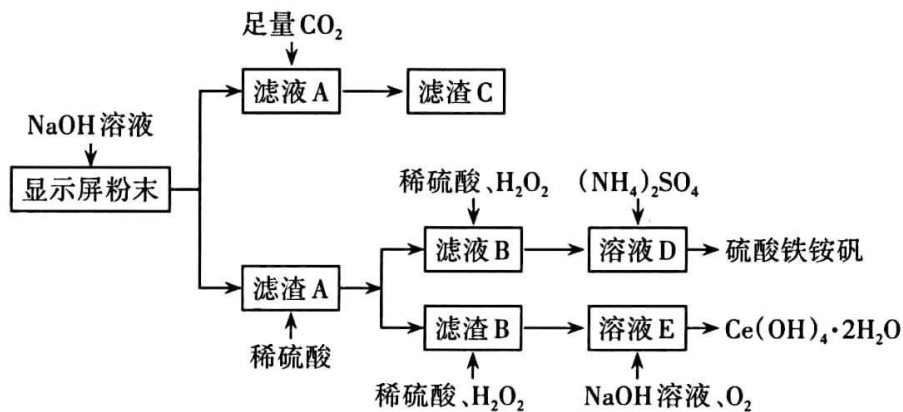 足量CO₂
滤液A
滤渣C
NaOH溶液
显示屏粉末
稀硫酸、H₂O₂
(NH₄)₂SO₄
滤液B
溶液D
硫酸铁铵矾
滤渣A
滤渣B
溶液E
Ce(OH)₄·2H₂O
稀硫酸
稀硫酸、H₂O₂
NaOH溶液、O₂